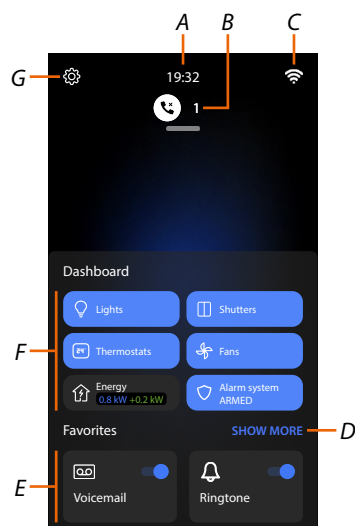 A B C
G 19:32
1
Dashboard
Lights Shutters
F Thermostats Fans
Energy
0.8 kW +0.2 kW
Alarm system
ARMED
Favorites SHOW MORE D
E
Voicemail Ringtone